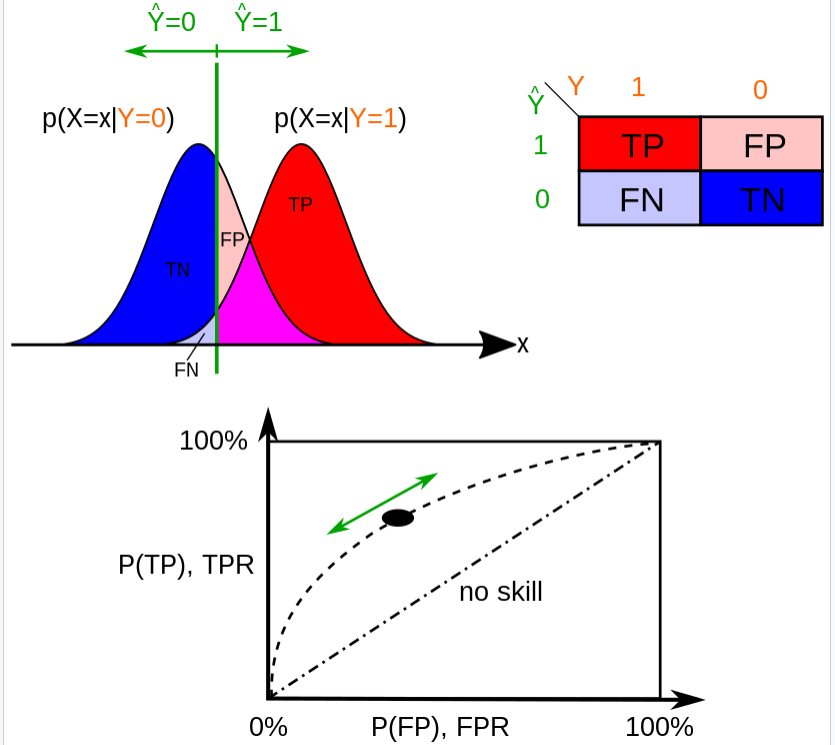 Ŷ=0 Ŷ=1
p(X=x|Y=0) p(X=x|Y=1)
TP
FP
TN
FN
x
Y 1 0
Ŷ
1 TP FP
0 FN TN
100%
P(TP), TPR
no skill
0% P(FP), FPR 100%